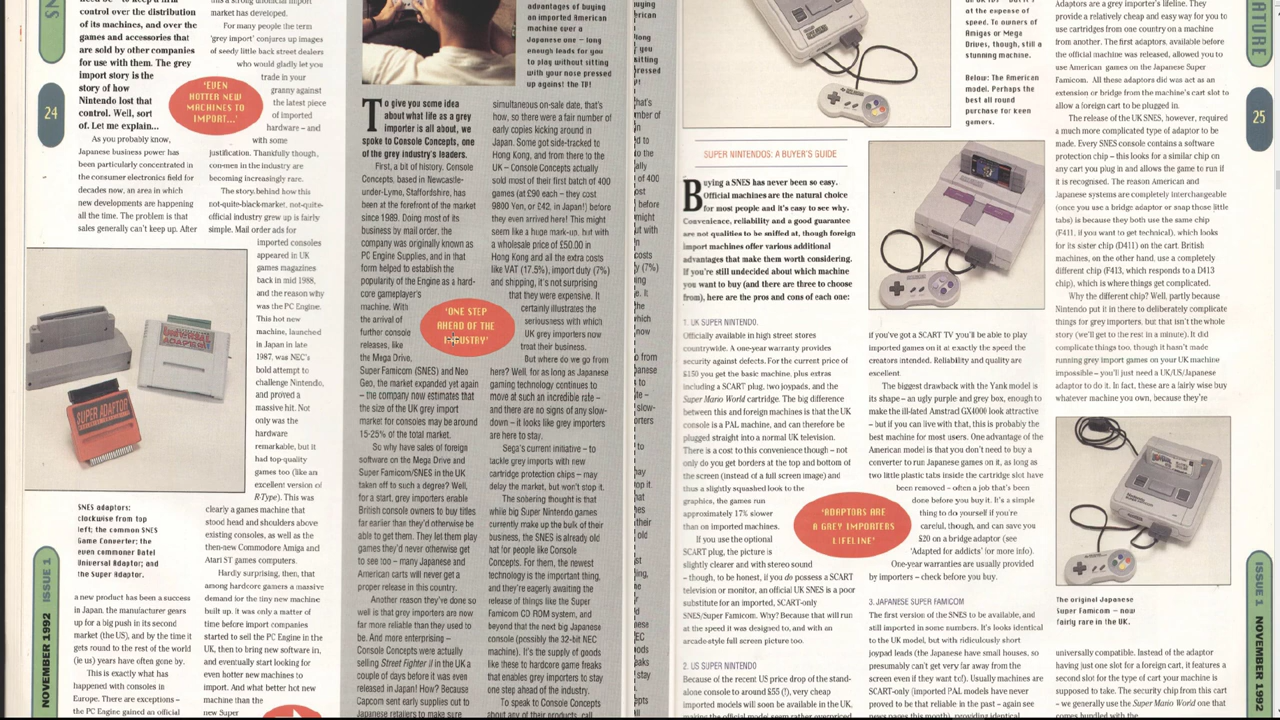 SN
24
control over the distribution
of its machines, and over the
games and accessories that
are sold by other companies
for use with them. The grey
import story is the
story of how
Nintendo lost that
control. Well, sort
of. Let me explain...
As you probably know,
Japanese business power has
been particularly concentrated in
the consumer electronics field for
decades now, an area in which
new developments are happening
all the time. The problem is that
sales generally can't keep up. After
SUPER ADAPTOR
SNES adaptors:
clockwise from top
left; the common SNES
Game Converter; the
even commoner Datel
Universal Adaptor; and
the Super Adaptor.
a new product has been a success
in Japan, the manufacturer gears
up for a big push in its second
market (the US), and by the time it
gets round to the rest of the world
(ie us) years have often gone by.
This is exactly what has
happened with consoles in
Europe. There are exceptions –
the PC Engine gained an official
NOVEMBER 1992 ISSUE 1
market has developed.
For many people the term
'grey import' conjures up images
of seedy little back street dealers
who would gladly let you
trade in your
granny against
the latest piece
of imported
hardware – and
with some
justification. Thankfully though,
con-men in the industry are
becoming increasingly rare.
The story behind how this
not-quite-black-market, not-quite-
official industry grew up is fairly
simple. Mail order ads for
imported consoles
appeared in UK
games magazines
back in mid 1988,
and the reason why
was the PC Engine.
This hot new
machine, launched
in Japan in late
1987, was NEC's
bold attempt to
challenge Nintendo,
and proved a
massive hit. Not
only was the
hardware
remarkable, but it
had top-quality
games too (like an
excellent version of
R-Type). This was
clearly a games machine that
stood head and shoulders above
existing consoles, as well as the
then-new Commodore Amiga and
Atari ST games computers.
Hardly surprising, then, that
among hardcore gamers a massive
demand for the tiny new machine
built up. It was only a matter of
time before import companies
started to sell the PC Engine in the
UK, then to bring new software in,
and eventually start looking for
even hotter new machines to
import. And what better hot new
machine than the
new Super
'EVEN
HOTTER NEW
MACHINES TO
IMPORT...'
advantages of buying
an imported American
machine over a
Japanese one – long
enough leads for you
to play without sitting
with your nose pressed
up against the TV!
To give you some idea
about what life as a grey
importer is all about, we
spoke to Console Concepts, one
of the grey industry's leaders.
First, a bit of history. Console
Concepts, based in Newcastle-
under-Lyme, Staffordshire, has
been at the forefront of the market
since 1989. Doing most of its
business by mail order, the
company was originally known as
PC Engine Supplies, and in that
form helped to establish the
popularity of the Engine as a hard-
core gameplayer's
machine. With
the arrival of
further console
releases, like
the Mega Drive,
Super Famicom (SNES) and Neo
Geo, the market expanded yet again
– the company now estimates that
the size of the UK grey import
market for consoles may be around
15-25% of the total market.
So why have sales of foreign
software on the Mega Drive and
Super Famicom/SNES in the UK
taken off to such a degree? Well,
for a start, grey importers enable
British console owners to buy titles
far earlier than they'd otherwise be
able to get them. They let them play
games they'd never otherwise get
to see too – many Japanese and
American carts will never get a
proper release in this country.
Another reason they've done so
well is that grey importers are now
far more reliable than they used to
be. And more enterprising –
Console Concepts were actually
selling Street Fighter II in the UK a
couple of days before it was even
released in Japan! How? Because
Capcom sent early supplies out to
Japanese retailers to make sure
'ONE STEP
AHEAD OF THE
INDUSTRY'
simultaneous on-sale date, that's
how, so there were a fair number of
early copies kicking around in
Japan. Some got side-tracked to
Hong Kong, and from there to the
UK – Console Concepts actually
sold most of their first batch of 400
games (at £90 each – they cost
9800 Yen, or £42, in Japan!) before
they even arrived here! This might
seem like a huge mark-up, but with
a wholesale price of £50.00 in
Hong Kong and all the extra costs
like VAT (17.5%), import duty (7%)
and shipping, it's not surprising
that they were expensive. It
certainly illustrates the
seriousness with which
UK grey importers now
treat their business.
But where do we go from
here? Well, for as long as Japanese
gaming technology continues to
move at such an incredible rate –
and there are no signs of any slow-
down – it looks like grey importers
are here to stay.
Sega's current initiative – to
tackle grey imports with new
cartridge protection chips – may
delay the market, but won't stop it.
The sobering thought is that
while big Super Nintendo games
currently make up the bulk of their
business, the SNES is already old
hat for people like Console
Concepts. For them, the newest
technology is the important thing,
and they're eagerly awaiting the
release of things like the Super
Famicom CD ROM system, and
beyond that the next big Japanese
console (possibly the 32-bit NEC
machine). It's the supply of goods
like these to hardcore game freaks
that enables grey importers to stay
one step ahead of the industry.
To speak to Console Concepts
about any of their products, call
at the expense of
speed. To owners of
Amigas or Mega
Drives, though, still a
stunning machine.
Below: The American
model. Perhaps the
best all round
purchase for keen
gamers.
SUPER NINTENDOS: A BUYER'S GUIDE
Buying a SNES has never been so easy.
Official machines are the natural choice
for most people and it's easy to see why.
Convenience, reliability and a good guarantee
are not qualities to be sniffed at, though foreign
import machines offer various additional
advantages that make them worth considering.
If you're still undecided about which machine
you want to buy (and there are three to choose
from), here are the pros and cons of each one:
1. UK SUPER NINTENDO.
Officially available in high street stores
countrywide. A one-year warranty provides
security against defects. For the current price of
$150 you get the basic machine, plus extras
including a SCART plug, two joypads, and the
Super Mario World cartridge. The big difference
between this and foreign machines is that the UK
console is a PAL machine, and can therefore be
plugged straight into a normal UK television.
There is a cost to this convenience though – not
only do you get borders at the top and bottom of
the screen (instead of a full screen image) and
thus a slightly squashed look to the
graphics, the games run
approximately 17% slower
than on imported machines.
If you use the optional
SCART plug, the picture is
slightly clearer and with stereo sound
– though, to be honest, if you do possess a SCART
television or monitor, an official UK SNES is a poor
substitute for an imported, SCART-only
SNES/Super Famicom. Why? Because that will run
at the speed it was designed to, and with an
arcade-style full screen picture too.
2. US SUPER NINTENDO
Because of the recent US price drop of the stand-
alone console to around $55 (!), very cheap
imported models will soon be available in the UK,
'ADAPTORS ARE
A GREY IMPORTERS
LIFELINE'
if you've got a SCART TV you'll be able to play
imported games on it at exactly the speed the
creators intended. Reliability and quality are
excellent.
The biggest drawback with the Yank model is
its shape – an ugly purple and grey box, enough to
make the ill-fated Amstrad GX4000 look attractive
– but if you can live with that, this is probably the
best machine for most users. One advantage of the
American model is that you don't need to buy a
converter to run Japanese games on it, as long as
two little plastic tabs inside the cartridge slot have
been removed – often a job that's been
done before you buy it. It's a simple
thing to do yourself if you're
careful, though, and can save you
$20 on a bridge adaptor (see
'Adapted for addicts' for more info).
One-year warranties are usually provided
by importers – check before you buy.
3. JAPANESE SUPER FAMICOM
The first version of the SNES to be available, and
still imported in some numbers. It's looks identical
to the UK model, but with ridiculously short
joypad leads (the Japanese have small houses, so
presumably can't get very far away from the
screen even if they want to!). Usually machines are
SCART-only (imported PAL models have never
proved to be that reliable in the past – again see
Adaptors are a grey importer's lifeline. They
provide a relatively cheap and easy way for you to
use cartridges from one country on a machine
from another. The first adaptors, available before
the official machine was released, allowed you to
use American games on the Japanese Super
Famicom. All these adaptors did was act as an
extension or bridge from the machine's cart slot to
allow a foreign cart to be plugged in.
The release of the UK SNES, however, required
a much more complicated type of adaptor to be
made. Every SNES console contains a software
protection chip – this looks for a similar chip on
any cart you plug in and allows the game to run if
it is recognised. The reason American and
Japanese systems are completely interchangeable
(once you use a bridge adaptor or snap those little
tabs) is because they both use the same chip
(F411, if you want to get technical), which looks
for its sister chip (D411) on the cart. British
machines, on the other hand, use a completely
different chip (F413, which responds to a D413
chip), which is where things get complicated.
Why the different chip? Well, partly because
Nintendo put it in there to deliberately complicate
things for grey importers, but that isn't the whole
story (we'll get to the rest in a minute). It did
complicate things too, though it hasn't made
running grey import games on your UK machine
impossible – you'll just need a UK/US/Japanese
adaptor to do it. In fact, these are a fairly wise buy
whatever machine you own, because they're
The original Japanese
Super Famicom – now
fairly rare in the UK.
universally compatible. Instead of the adaptor
having just one slot for a foreign cart, it features a
second slot for the type of cart your machine is
supposed to take. The security chip from this cart
– we generally use the Super Mario World one that
ATURE
25
ISSUE 1 NOVEMBER 1992